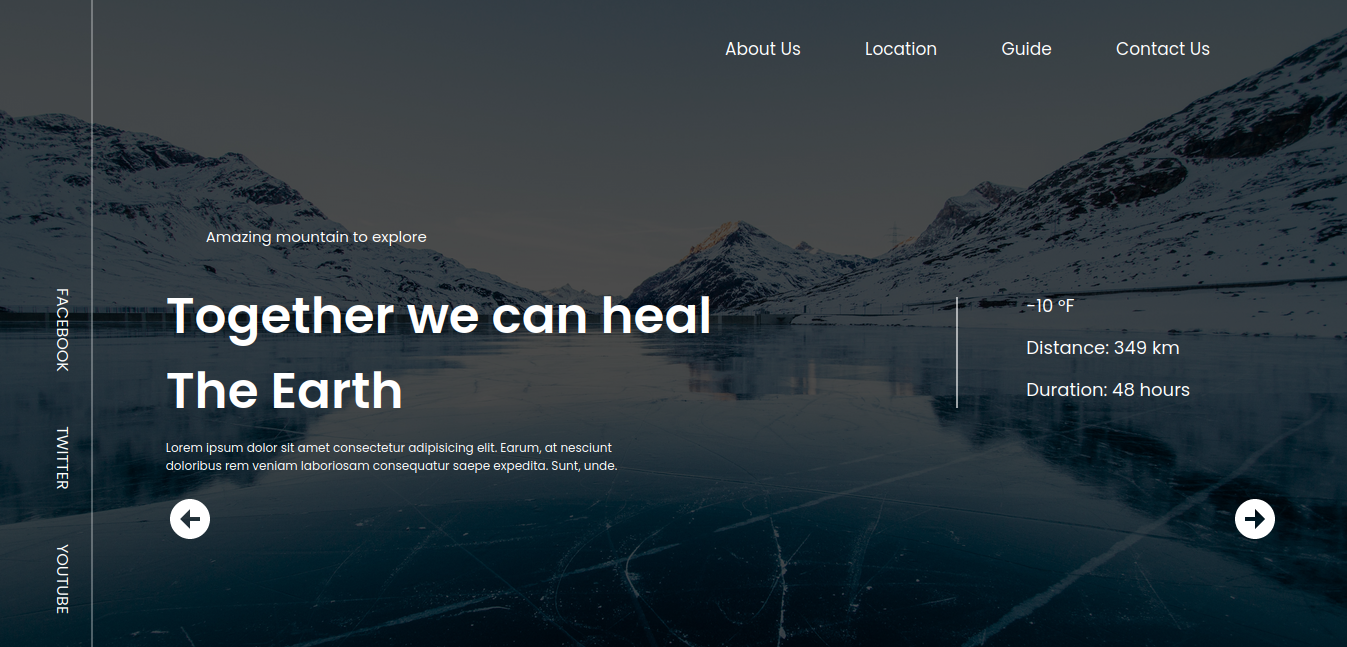 About Us
Location
Guide
Contact Us
Amazing mountain to explore
Together we can heal
The Earth
Lorem ipsum dolor sit amet consectetur adipisicing elit. Earum, at nesciunt
doloribus rem veniam laboriosam consequatur saepe expedita. Sunt, unde.
-10 °F
Distance: 349 km
Duration: 48 hours
FACEBOOK
TWITTER
YOUTUBE